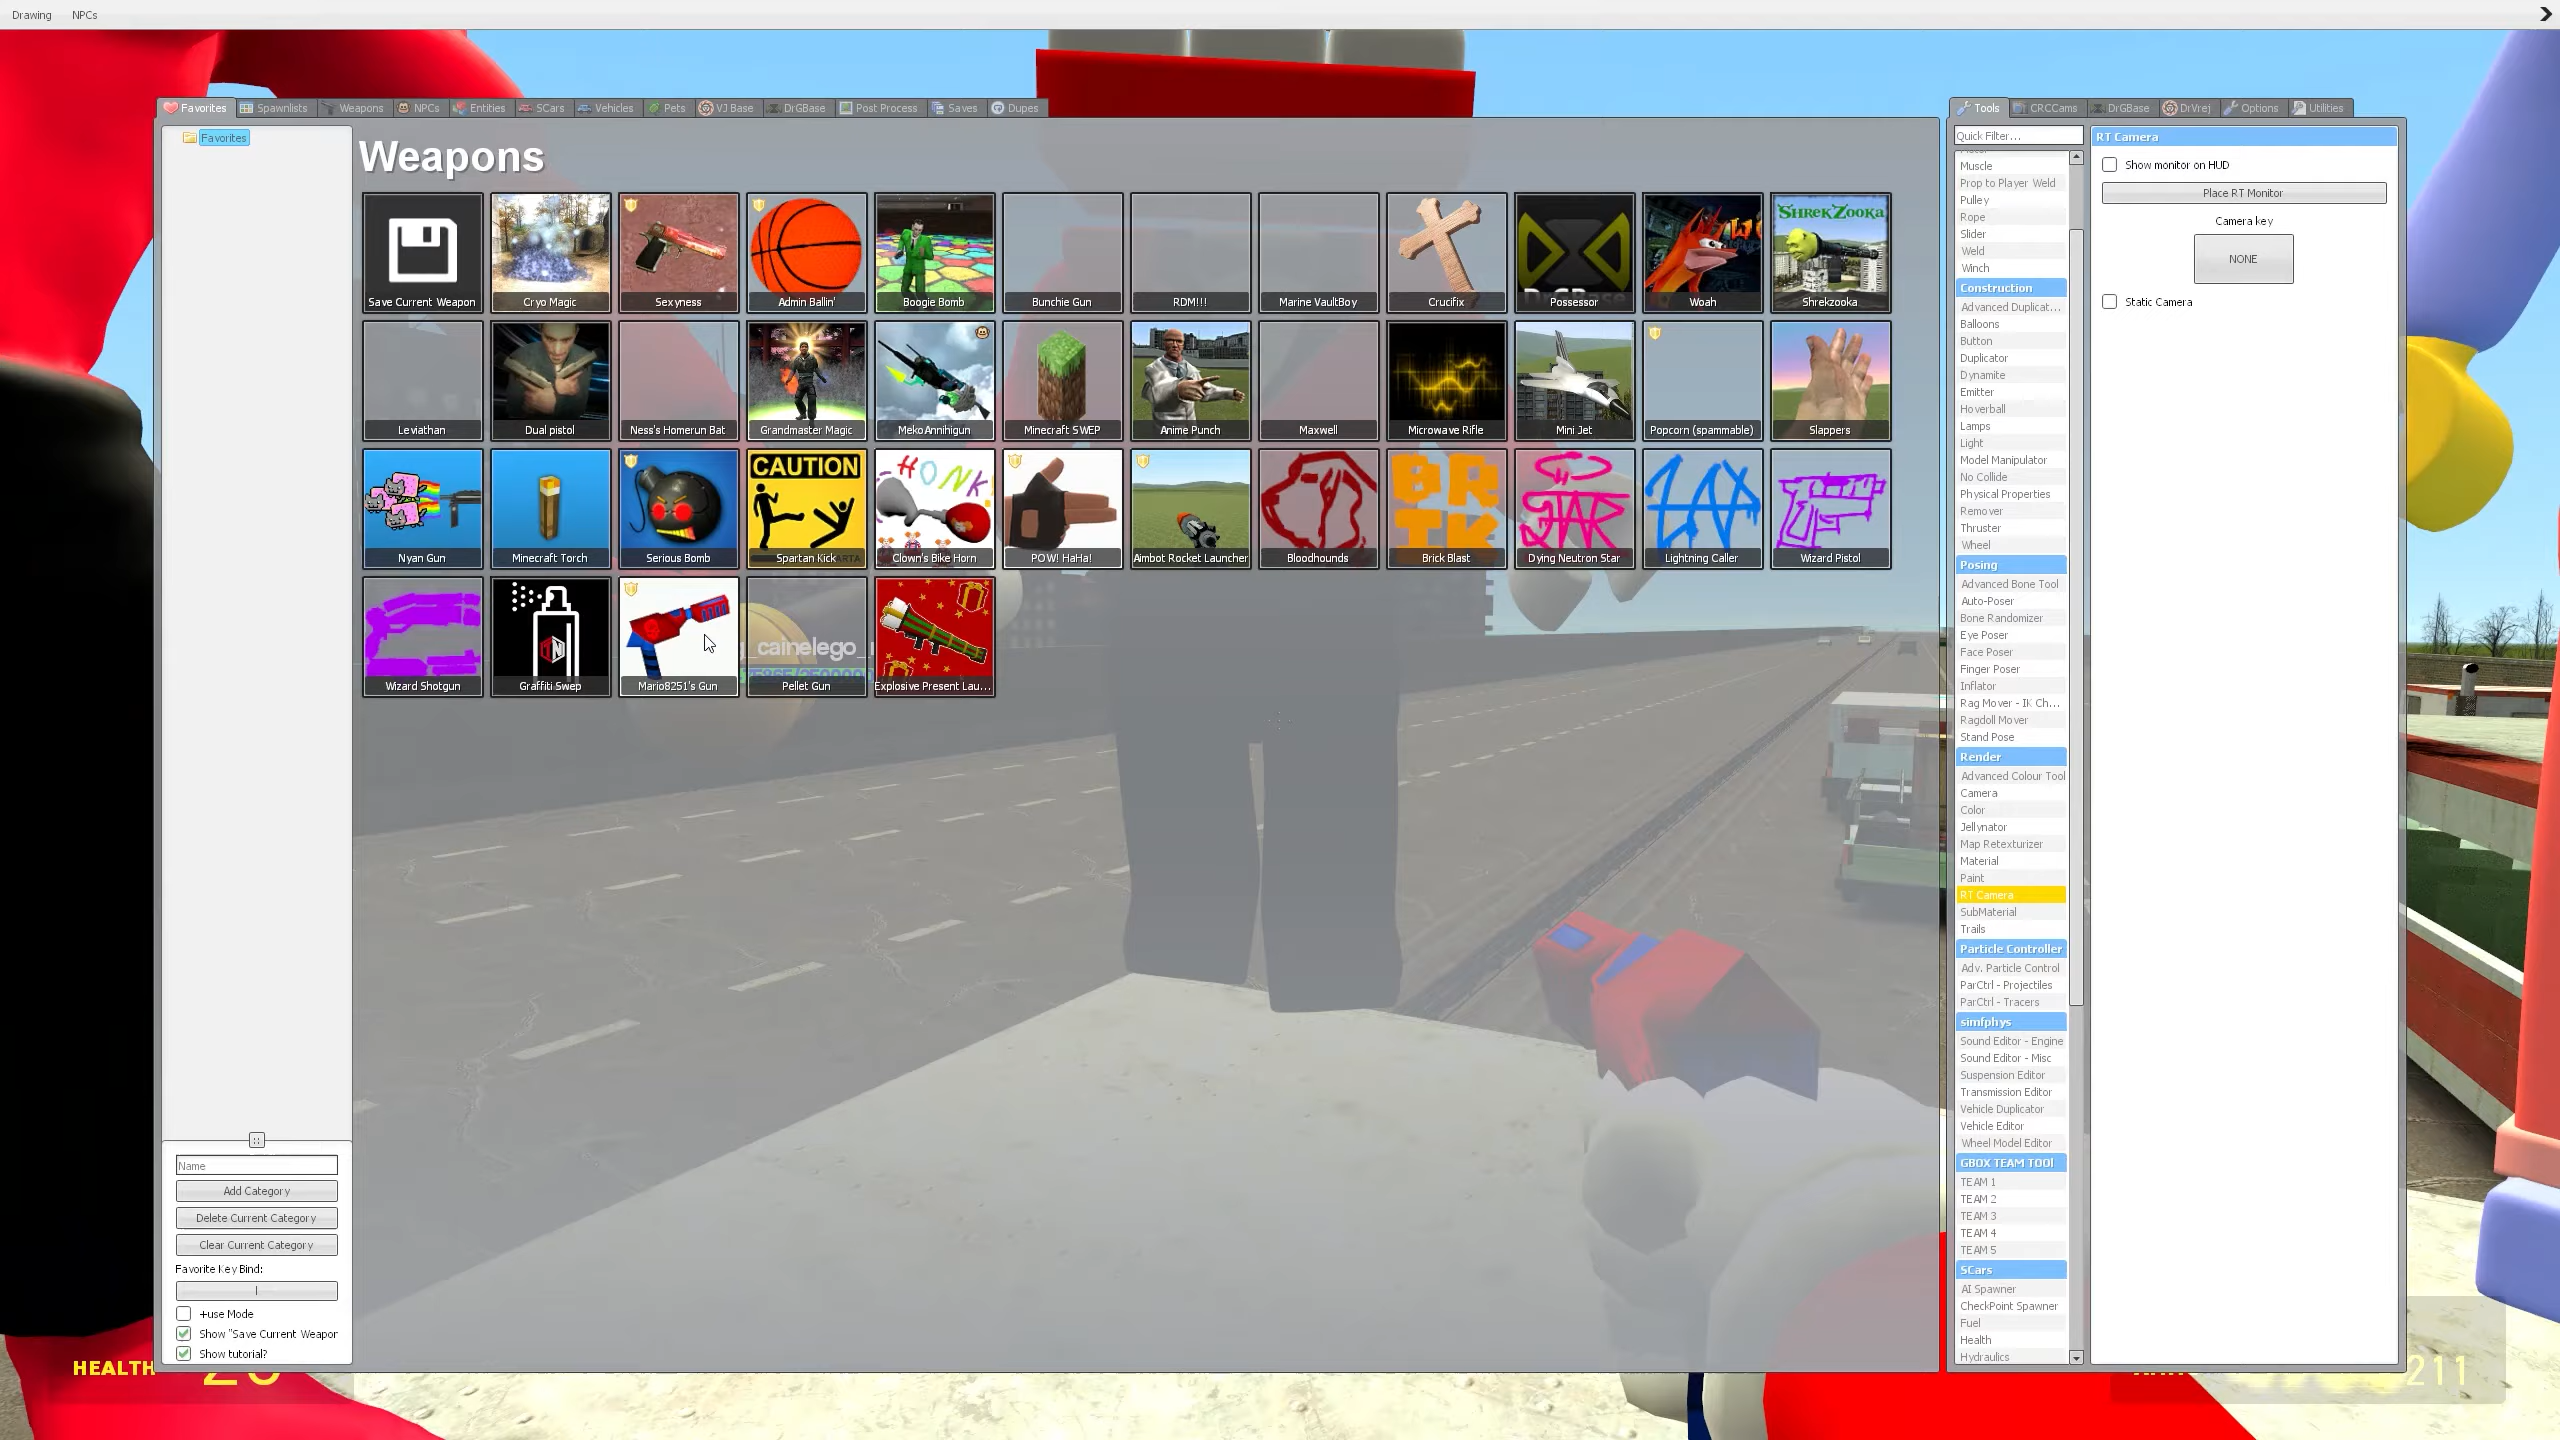 Drawing NPCs
Favorites Spawnlists Weapons NPCs Entities SCars Vehicles Pets VJ Base DrGBase Post Process Saves Dupes
Favorites
Weapons
Save Current Weapon Cryo Magic Sexyness Admin Ballin' Boogie Bomb Bunchie Gun RDM!!! Marine VaultBoy Crucifix Possessor Woah Shrekzooka
SHREKZOOKA
Leviathan Dual pistol Ness's Homerun Bat Grandmaster Magic MekoAnnihigun Minecraft SWEP Anime Punch Maxwell Microwave Rifle Mini Jet Popcorn (spammable) Slappers
CAUTION
HONK
BRIK
STAR
ZAP
Nyan Gun Minecraft Torch Serious Bomb Spartan Kick Clown's Bike Horn POW! HaHa! Aimbot Rocket Launcher Bloodhounds Brick Blast Dying Neutron Star Lightning Caller Wizard Pistol
_cainelego_
Wizard Shotgun Graffiti Swep Mario8251's Gun Pellet Gun Explosive Present Lau...
Name
Add Category
Delete Current Category
Clear Current Category
Favorite Key Bind:
I
+use Mode
Show "Save Current Weapor
Show tutorial?
HEALTH
211
Tools CRCCams DrGBase DrVrej Options Utilities
Quick Filter...
Muscle
Prop to Player Weld
Pulley
Rope
Slider
Weld
Winch
Construction
Advanced Duplicat...
Balloons
Button
Duplicator
Dynamite
Emitter
Hoverball
Lamps
Light
Model Manipulator
No Collide
Physical Properties
Remover
Thruster
Wheel
Posing
Advanced Bone Tool
Auto-Poser
Bone Randomizer
Eye Poser
Face Poser
Finger Poser
Inflator
Rag Mover - IK Ch...
Ragdoll Mover
Stand Pose
Render
Advanced Colour Tool
Camera
Color
Jellynator
Map Retexturizer
Material
Paint
RT Camera
SubMaterial
Trails
Particle Controller
Adv. Particle Control
ParCtrl - Projectiles
ParCtrl - Tracers
simfphys
Sound Editor - Engine
Sound Editor - Misc
Suspension Editor
Transmission Editor
Vehicle Duplicator
Vehicle Editor
Wheel Model Editor
GBOX TEAM TOOl
TEAM 1
TEAM 2
TEAM 3
TEAM 4
TEAM 5
SCars
AI Spawner
CheckPoint Spawner
Fuel
Health
Hydraulics
RT Camera
Show monitor on HUD
Place RT Monitor
Camera key
NONE
Static Camera